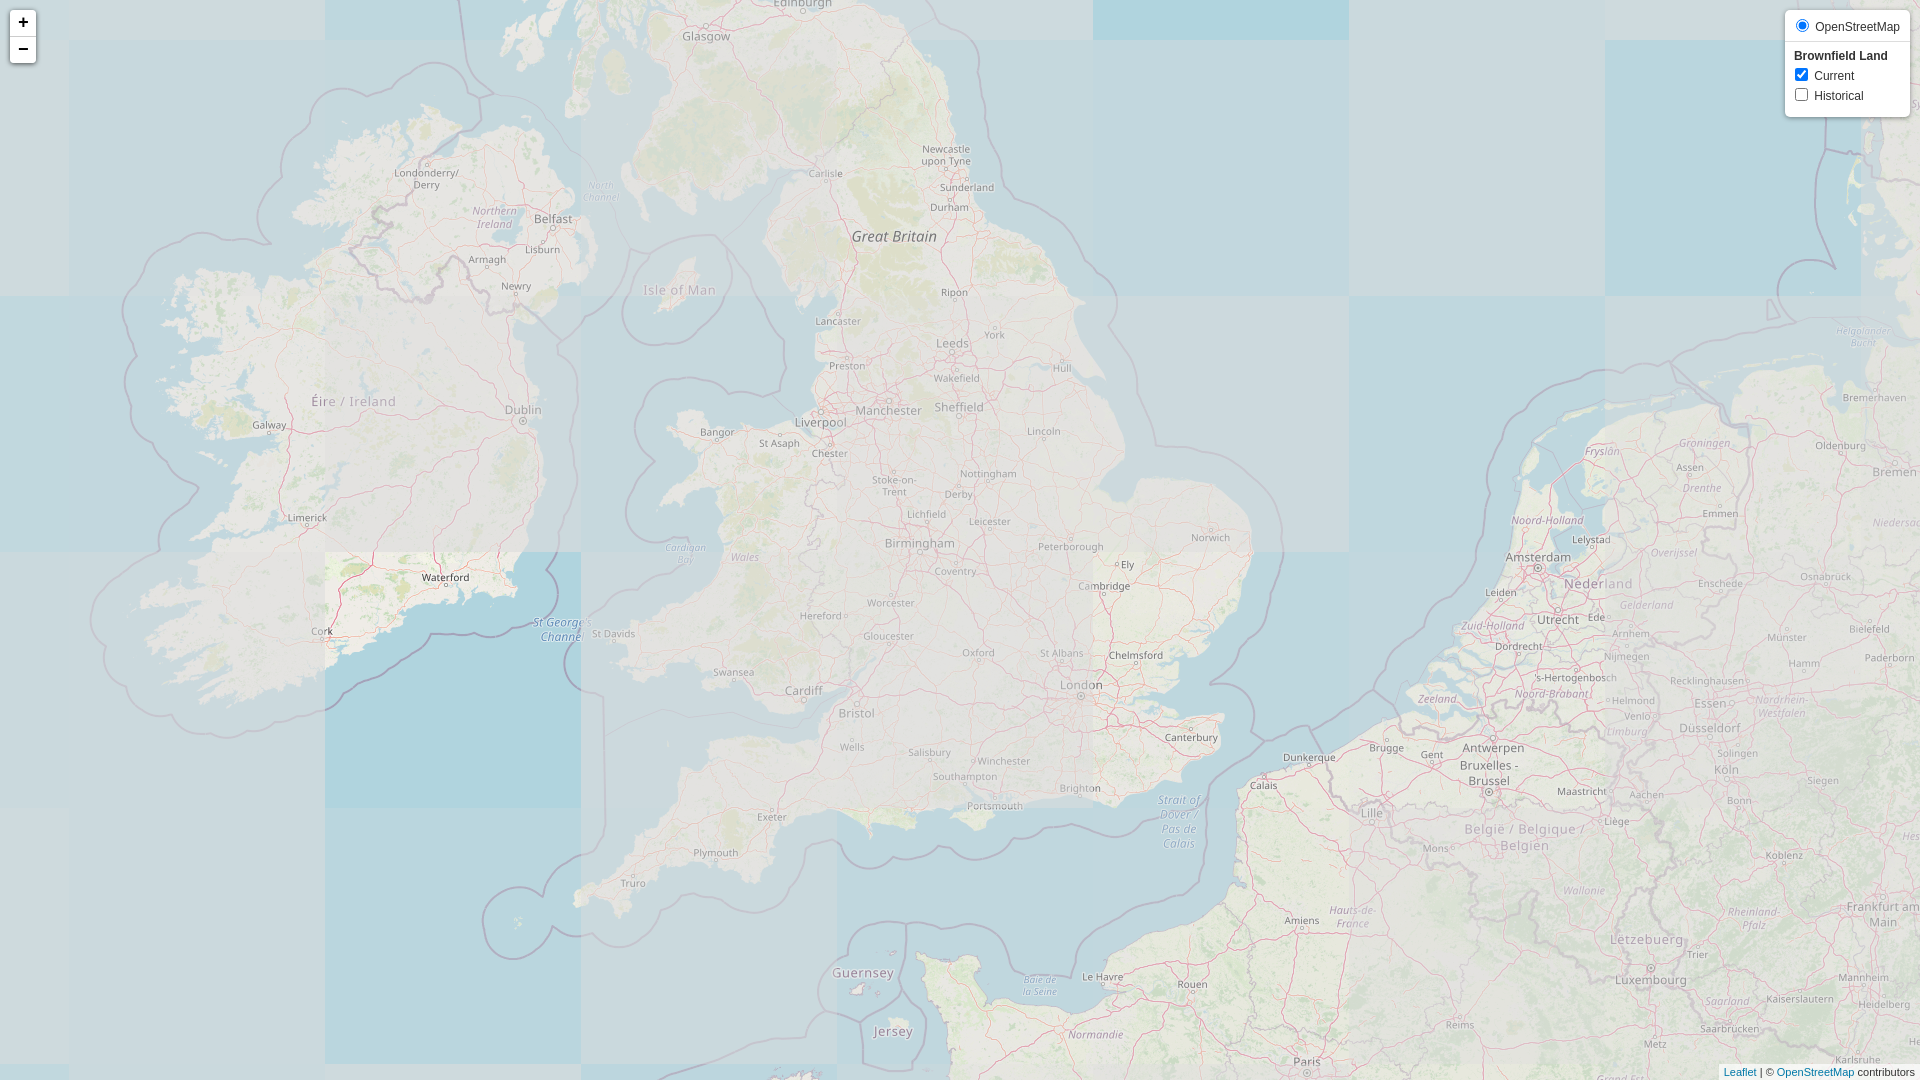 +
−
OpenStreetMap
Brownfield Land
Current
Historical
Edinburgh
Glasgow
Newcastle
upon Tyne
Londonderry/
Derry
Carlisle
North
Channel
Sunderland
Durham
Northern
Ireland
Belfast
Great Britain
Lisburn
Armagh
Newry
Isle of Man
Ripon
Lancaster
York
Helgoländer
Bucht
Leeds
Preston
Hull
Wakefield
Éire / Ireland
Bremerhaven
Dublin
Manchester
Sheffield
Galway
Liverpool
Bangor
Lincoln
St Asaph
Chester
Groningen
Oldenburg
Fryslân
Assen
Bremen
Nottingham
Stoke-on-
Trent
Derby
Drenthe
Emmen
Limerick
Lichfield
Leicester
Noord-Holland
Niedersac
Birmingham
Peterborough
Norwich
Lelystad
Cardigan
Bay
Wales
Amsterdam
Overijssel
Ely
Coventry
Waterford
Cambridge
Nederland
Enschede
Osnabrück
Leiden
Worcester
Gelderland
Hereford
Utrecht
Ede
St George's
Channel
Zuid-Holland
Cork
St Davids
Gloucester
Arnhem
Münster
Bielefeld
Dordrecht
Oxford
St Albans
Chelmsford
Nijmegen
Hamm
Paderborn
Swansea
's-Hertogenbosch
Recklinghausen
London
Cardiff
Zeeland
Noord-Brabant
Helmond
Essen
Nordrhein-
Westfalen
Bristol
Venlo
Canterbury
Limburg
Düsseldorf
Wells
Salisbury
Brugge
Antwerpen
Gent
Solingen
Winchester
Dunkerque
Bruxelles -
Brussel
Köln
Southampton
Calais
Siegen
Brighton
Maastricht
Aachen
Portsmouth
Bonn
Strait of
Dover /
Pas de
Calais
Exeter
Lille
Liège
België / Belgique /
Belgien
Hes
Plymouth
Mons
Koblenz
Truro
Wallonie
Hauts-de-
France
Amiens
Rheinland-
Pfalz
Frankfurt am
Main
Lëtzebuerg
Trier
Guernsey
Le Havre
Baie de
la Seine
Rouen
Luxembourg
Mannheim
Saarland
Kaiserslautern
Heidelberg
Jersey
Normandie
Reims
Saarbrücken
Metz
Paris
Karlsruhe
Grand Est
Leaflet | © OpenStreetMap contributors